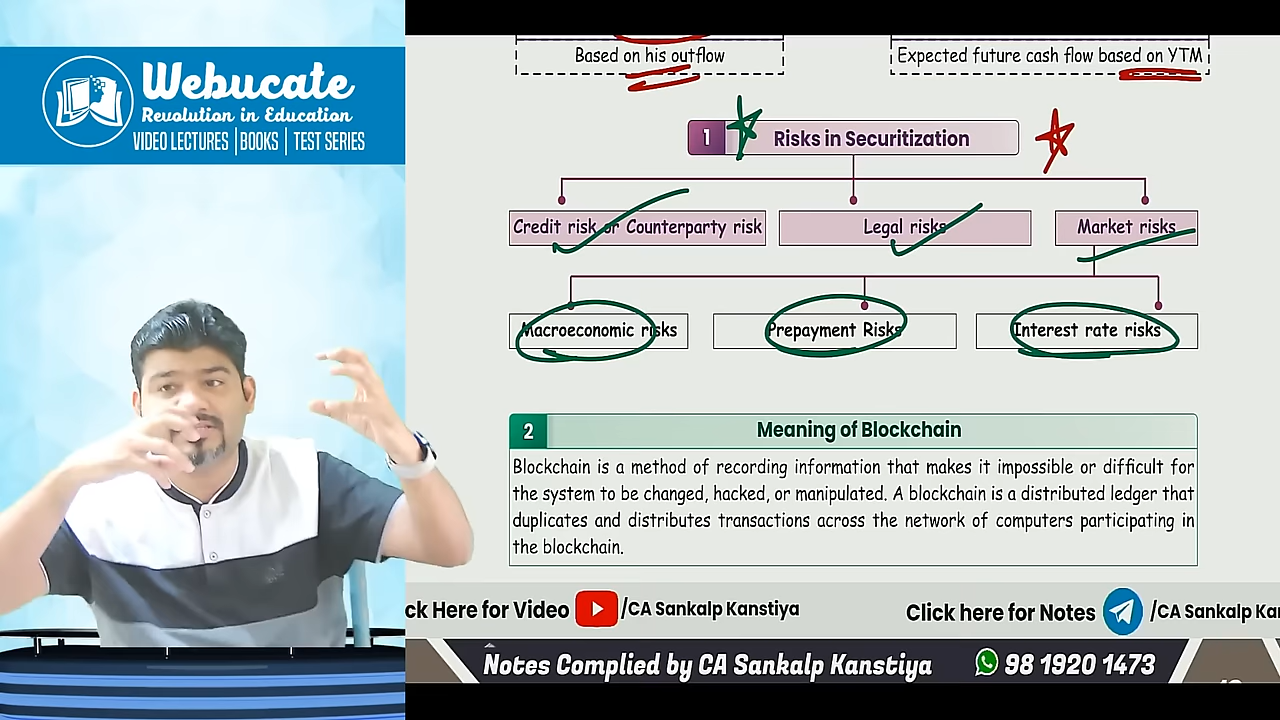 Webucate
Revolution in Education
VIDEO LECTURES | BOOKS | TEST SERIES
Based on his outflow
Expected future cash flow based on YTM
1 Risks in Securitization
Credit risk or Counterparty risk
Legal risks
Market risks
Macroeconomic risks
Prepayment Risks
Interest rate risks
2 Meaning of Blockchain
Blockchain is a method of recording information that makes it impossible or difficult for
the system to be changed, hacked, or manipulated. A blockchain is a distributed ledger that
duplicates and distributes transactions across the network of computers participating in
the blockchain.
ck Here for Video /CA Sankalp Kanstiya
Click here for Notes /CA Sankalp Kan
Notes Complied by CA Sankalp Kanstiya 98 1920 1473